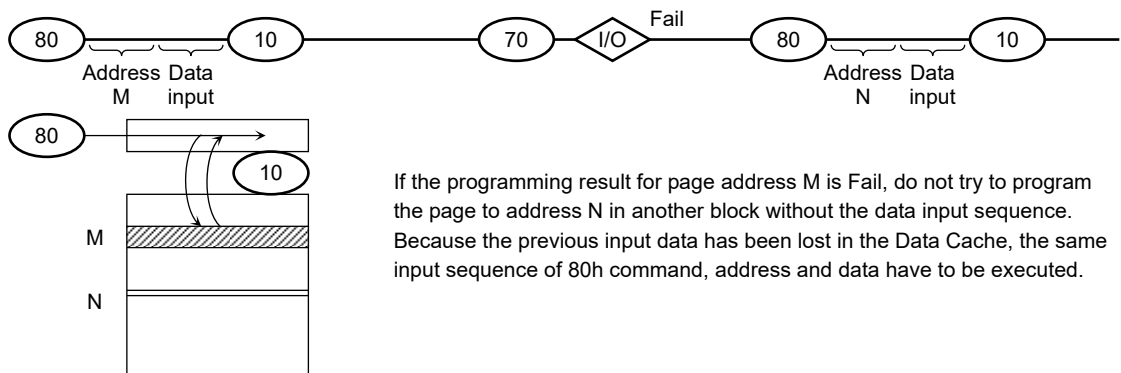 80 10 70 I/O Fail 80 10
Address Data Address Data
M input N input
80
10
If the programming result for page address M is Fail, do not try to program
the page to address N in another block without the data input sequence.
Because the previous input data has been lost in the Data Cache, the same
input sequence of 80h command, address and data have to be executed.
M
N